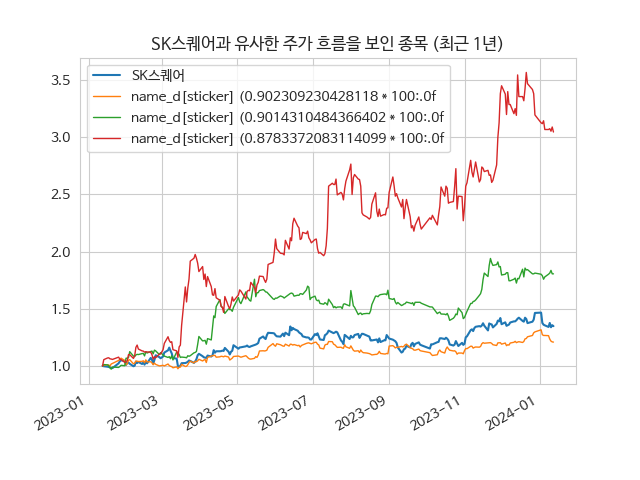 SK스퀘어과 유사한 주가 흐름을 보인 종목 (최근 1년)
SK스퀘어
name_d[sticker] (0.902309230428118 * 100:.0f
name_d[sticker] (0.9014310484366402 * 100:.0f
name_d[sticker] (0.8783372083114099 * 100:.0f
3.5
3.0
2.5
2.0
1.5
1.0
2023-01
2023-03
2023-05
2023-07
2023-09
2023-11
2024-01